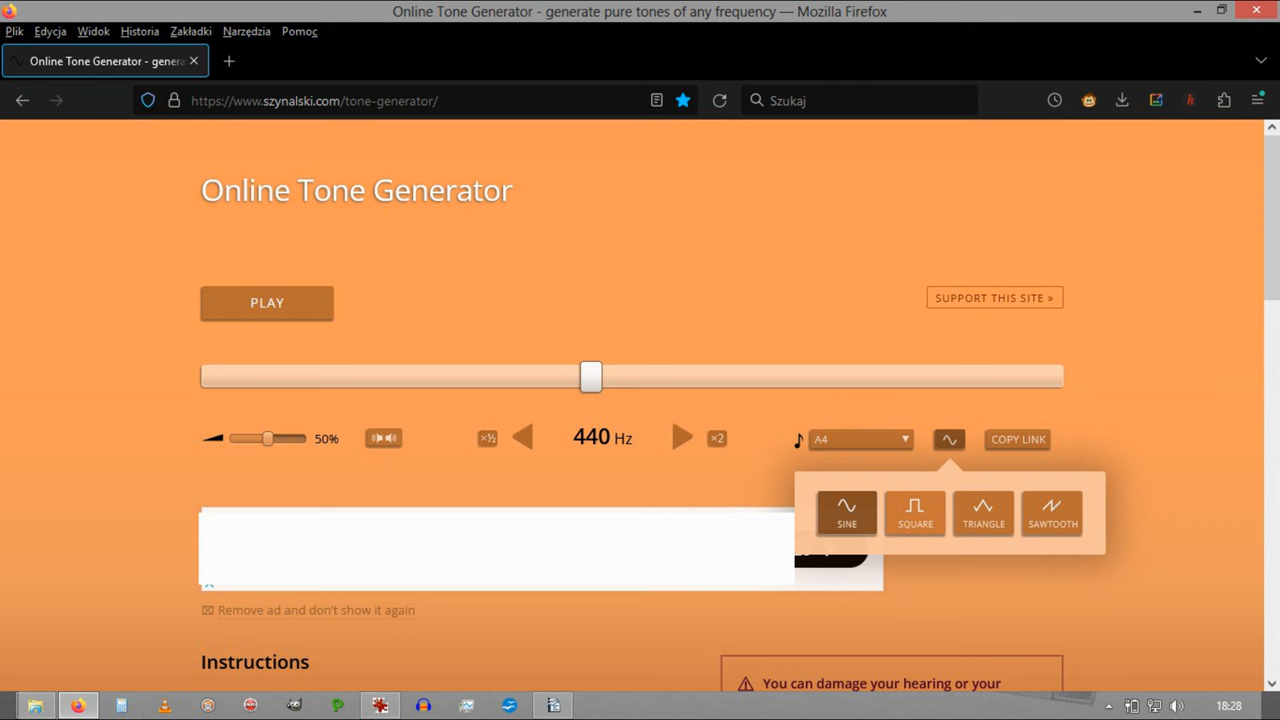 Online Tone Generator - generate pure tones of any frequency — Mozilla Firefox
Plik Edycja Widok Historia Zakładki Narzędzia Pomoc
Online Tone Generator - genera
https://www.szynalski.com/tone-generator/
Szukaj
Online Tone Generator
PLAY
SUPPORT THIS SITE »
50%
×½
440 Hz
×2
A4
COPY LINK
SINE
SQUARE
TRIANGLE
SAWTOOTH
Remove ad and don't show it again
Instructions
You can damage your hearing or your
18:28